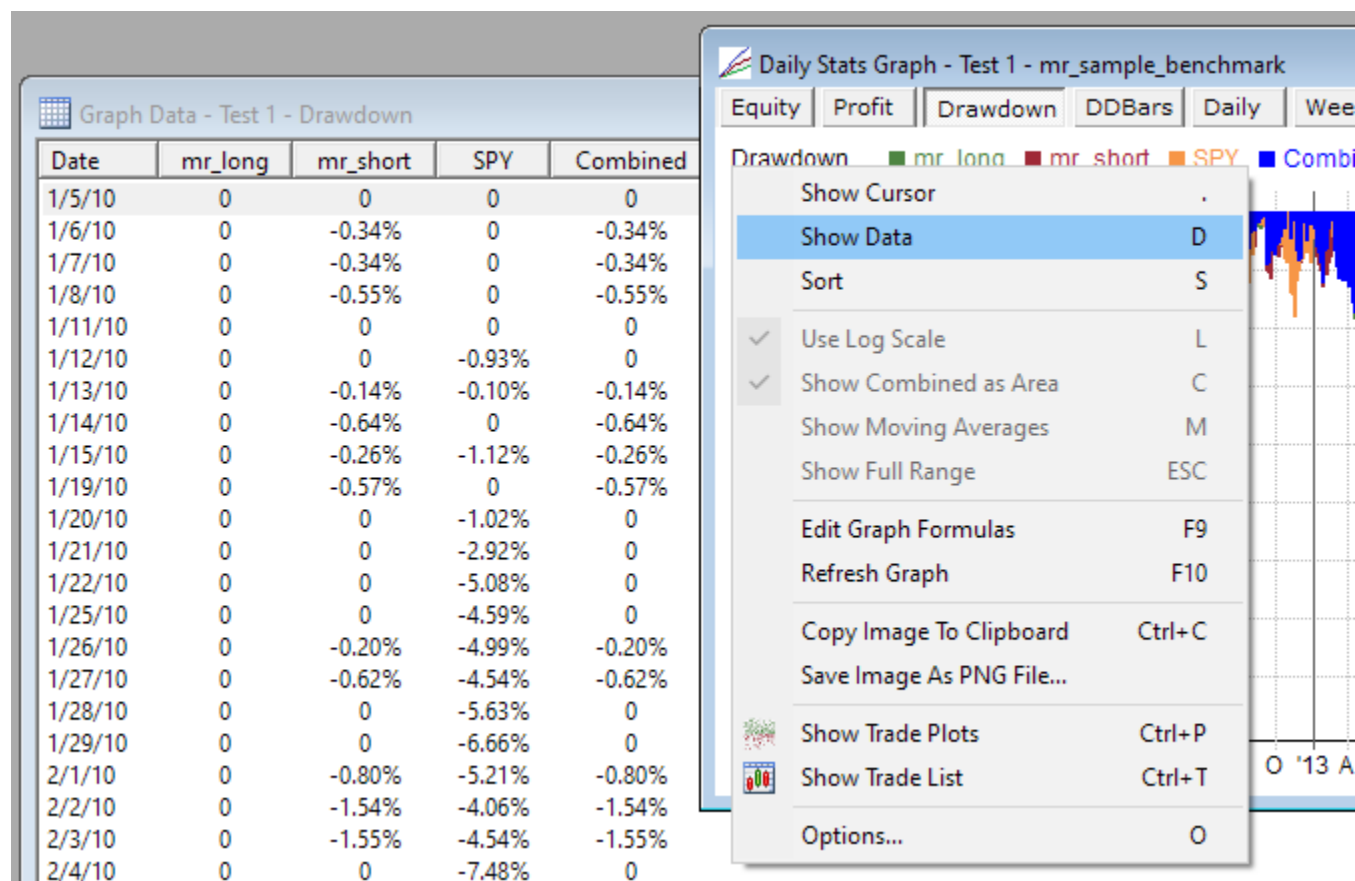 Graph Data - Test 1 - Drawdown
Date mr_long mr_short SPY Combined
1/5/10 0 0 0 0
1/6/10 0 -0.34% 0 -0.34%
1/7/10 0 -0.34% 0 -0.34%
1/8/10 0 -0.55% 0 -0.55%
1/11/10 0 0 0 0
1/12/10 0 0 -0.93% 0
1/13/10 0 -0.14% -0.10% -0.14%
1/14/10 0 -0.64% 0 -0.64%
1/15/10 0 -0.26% -1.12% -0.26%
1/19/10 0 -0.57% 0 -0.57%
1/20/10 0 0 -1.02% 0
1/21/10 0 0 -2.92% 0
1/22/10 0 0 -5.08% 0
1/25/10 0 0 -4.59% 0
1/26/10 0 -0.20% -4.99% -0.20%
1/27/10 0 -0.62% -4.54% -0.62%
1/28/10 0 0 -5.63% 0
1/29/10 0 0 -6.66% 0
2/1/10 0 -0.80% -5.21% -0.80%
2/2/10 0 -1.54% -4.06% -1.54%
2/3/10 0 -1.55% -4.54% -1.55%
2/4/10 0 0 -7.48% 0
Daily Stats Graph - Test 1 - mr_sample_benchmark
Equity Profit Drawdown DDBars Daily Wee
Drawdown mr_long mr_short SPY Combi
Show Cursor .
Show Data D
Sort S
Use Log Scale L
Show Combined as Area C
Show Moving Averages M
Show Full Range ESC
Edit Graph Formulas F9
Refresh Graph F10
Copy Image To Clipboard Ctrl+C
Save Image As PNG File...
Show Trade Plots Ctrl+P
Show Trade List Ctrl+T
Options... O
O '13 A